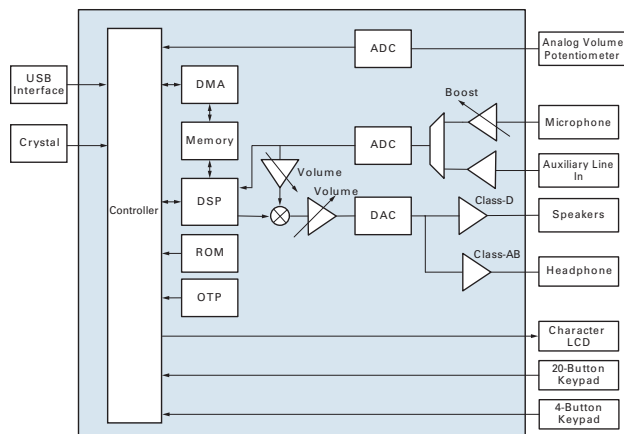 ADC
Analog Volume
Potentiometer
USB
Interface
DMA
Boost
Microphone
Crystal
Memory
ADC
Auxiliary Line
In
Volume
Controller
DSP
Volume
DAC
Class-D
Speakers
ROM
Class-AB
Headphone
OTP
Character
LCD
20-Button
Keypad
4-Button
Keypad